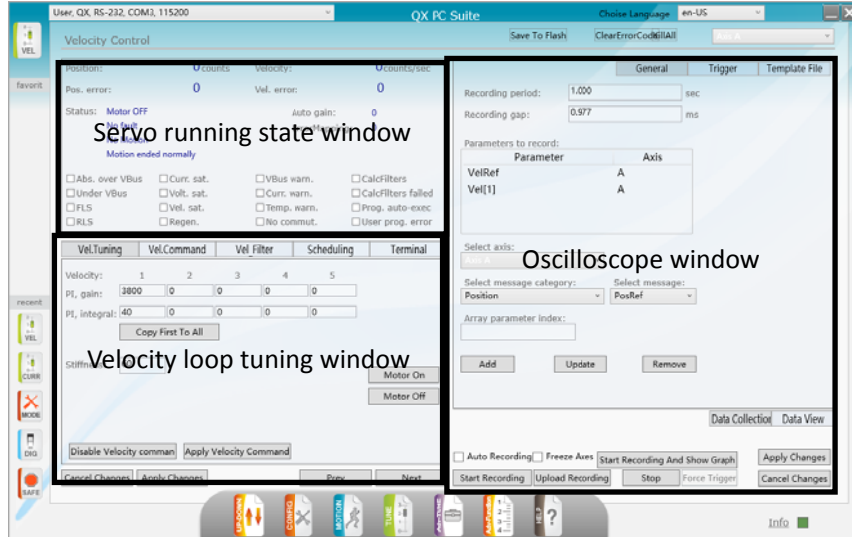 User, QX, RS-232, COM3, 115200
QX PC Suite
Choise Language
en-US
VEL
Velocity Control
Save To Flash
ClearErrorCode
KillAll
Axis A
favorit
Position: 0 counts Velocity: 0 counts/sec
Pos. error: 0 Vel. error: 0
Status: Motor OFF Auto gain: 0
No fault
Servo running state window
No Motion
Motion ended normally
Abs. over VBus Curr. sat. VBus warn. CalcFilters
Under VBus Volt. sat. Curr. warn. CalcFilters failed
FLS Vel. sat. Temp. warn. Prog. auto-exec
RLS Regen. No commut. User prog. error
Vel.Tuning Vel.Command Vel_Filter Scheduling Terminal
Velocity: 1 2 3 4 5
PI, gain: 3800 0 0 0 0
PI, integral: 40 0 0 0 0
Copy First To All
Velocity loop tuning window
Motor On
Motor Off
Disable Velocity comman Apply Velocity Command
Cancel Changes Apply Changes Prev Next
General Trigger Template File
Recording period: 1.000 sec
Recording gap: 0.977 ms
Parameters to record:
Parameter Axis
VelRef A
Vel[1] A
Select axis:
Axis A
Oscilloscope window
Select message category: Select message:
Position PosRef
Array parameter index:
Add Update Remove
Data Collection Data View
Auto Recording Freeze Axes Start Recording And Show Graph Apply Changes
Start Recording Upload Recording Stop Force Trigger Cancel Changes
recent
VEL
CURR
MODE
DIG
SAFE
UP-DOWN
CONFIG
MOTION
TUNE
HELP
Info